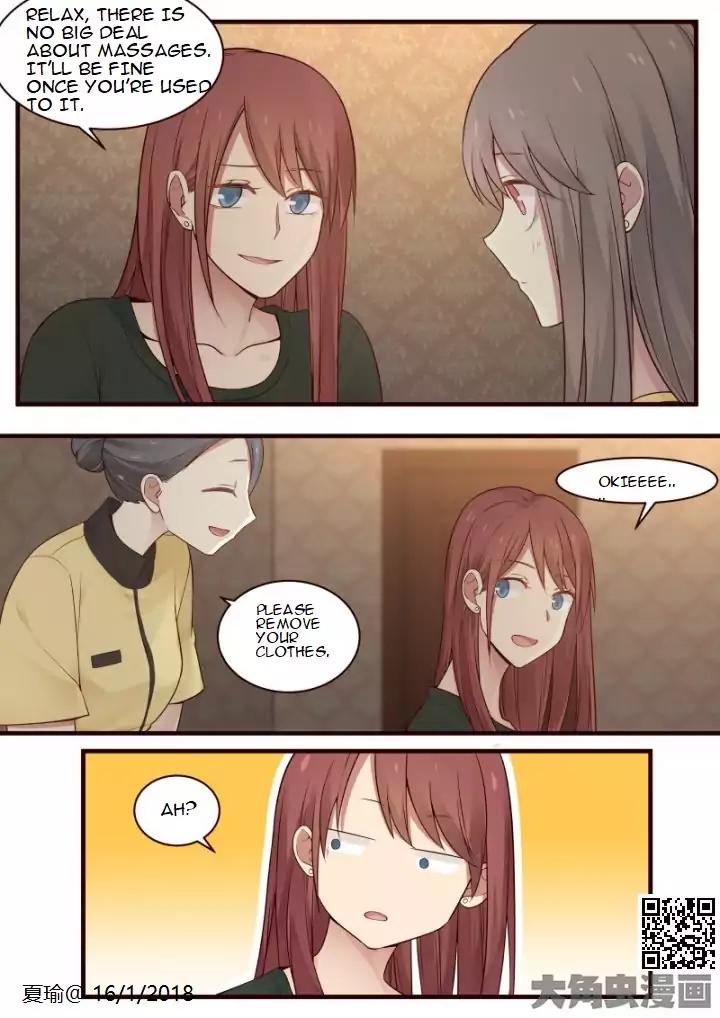 RELAX, THERE IS
NO BIG DEAL
ABOUT MASSAGES.
IT'LL BE FINE
ONCE YOU'RE USED
TO IT.
OKIEEEE..
..
PLEASE
REMOVE
YOUR
CLOTHES.
AH?
夏瑜@ 16/1/2018
大角虫漫画